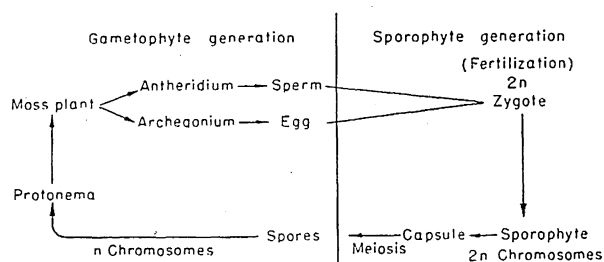 Gametophyte generation
Sporophyte generation
(Fertilization)
2n
Antheridium
Sperm
Moss plant
Zygote
Archegonium
Egg
Protonema
Spores
Capsule
Sporophyte
n Chromosomes
Meiosis
2n Chromosomes